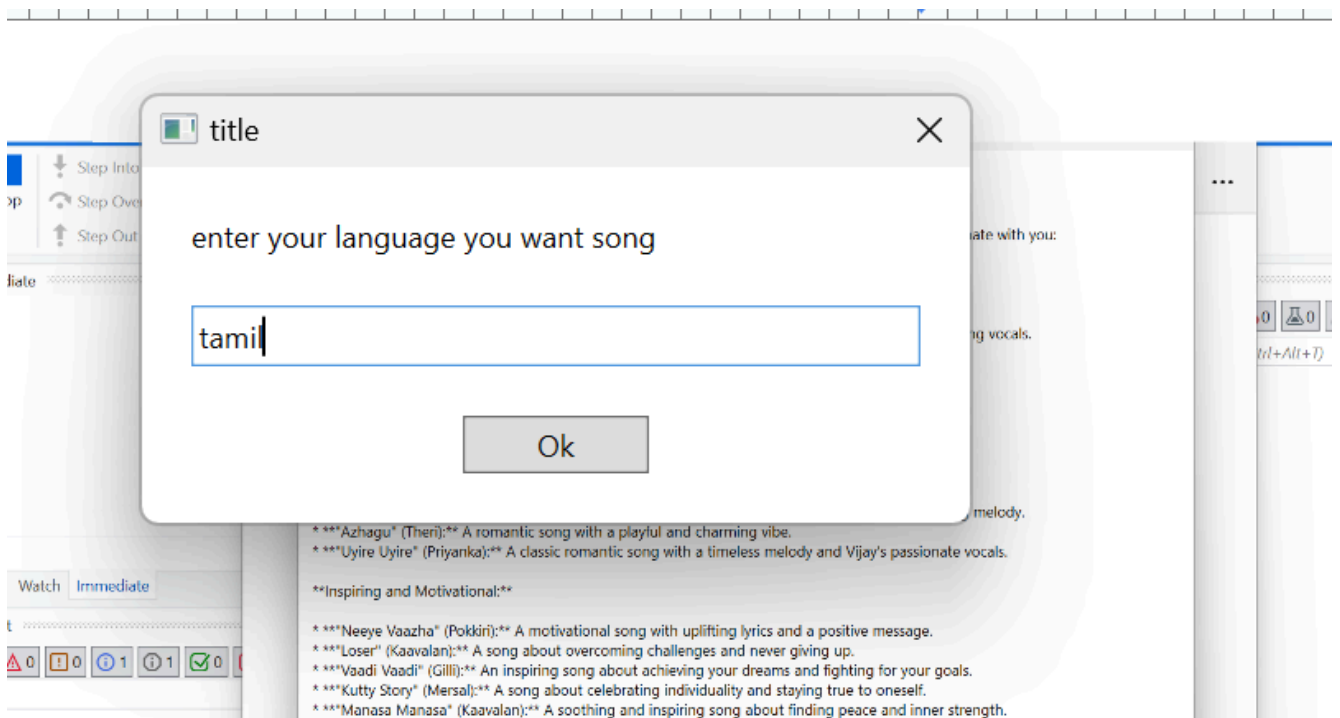 title
Step Into
Step Over
Step Out
enter your language you want song
tamil
Ok
...
with you:
vocals.
0
0
melody.
* ***"Azhagu" (Theri):** A romantic song with a playful and charming vibe.
* ***"Uyire Uyire" (Priyanka):** A classic romantic song with a timeless melody and Vijay's passionate vocals.
Watch
Immediate
**Inspiring and Motivational:**
0
0
1
1
0
* ***"Neeye Vaazha" (Pokkiri):** A motivational song with uplifting lyrics and a positive message.
* ***"Loser" (Kaavalan):** A song about overcoming challenges and never giving up.
* ***"Vaadi Vaadi" (Gilli):** An inspiring song about achieving your dreams and fighting for your goals.
* ***"Kutty Story" (Mersal):** A song about celebrating individuality and staying true to oneself.
* ***"Manasa Manasa" (Kaavalan):** A soothing and inspiring song about finding peace and inner strength.